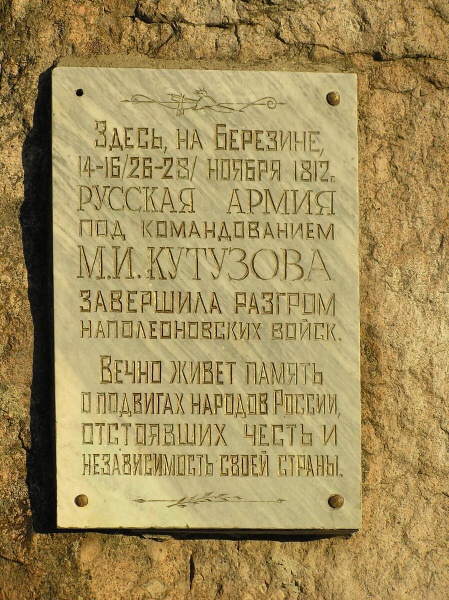 Здесь, на Березине,
14-16/26-28/ ноября 1812г.
РУССКАЯ АРМИЯ
ПОД КОМАНДОВАНИЕМ
М.И. КУТУЗОВА
ЗАВЕРШИЛА РАЗГРОМ
НАПОЛЕОНОВСКИХ ВОЙСК.
ВЕЧНО ЖИВЕТ ПАМЯТЬ
О ПОДВИГАХ НАРОДОВ РОССИИ,
ОТСТОЯВШИХ ЧЕСТЬ И
НЕЗАВИСИМОСТЬ СВОЕЙ СТРАНЫ.